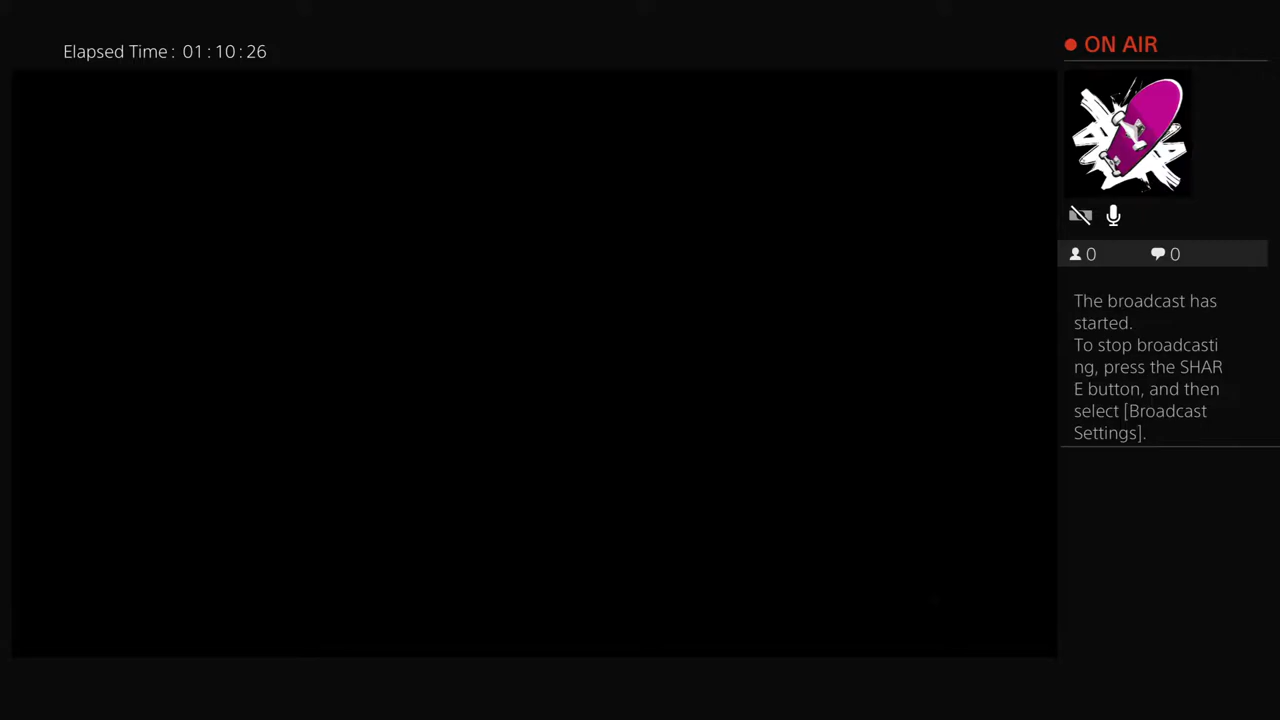 Elapsed Time: 01:10:26
ON AIR
0 0
The broadcast has
started.
To stop broadcasti
ng, press the SHAR
E button, and then
select [Broadcast
Settings].